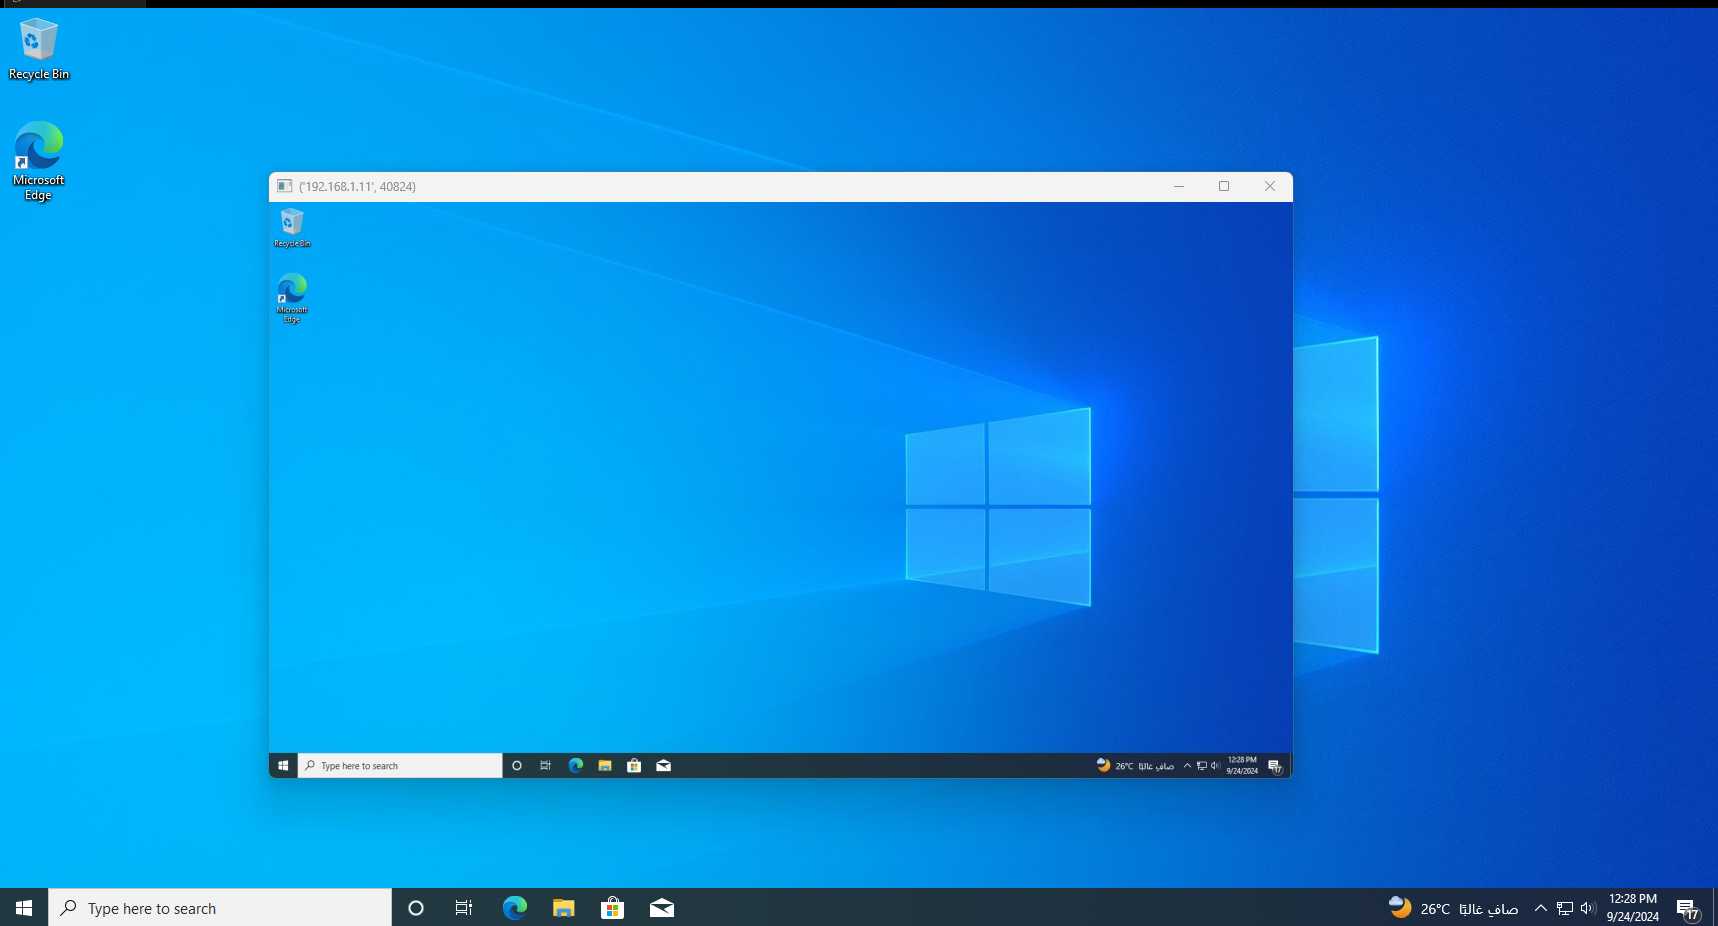 Recycle Bin
Microsoft
Edge
('192.168.1.11', 40824)
Recycle Bin
Microsoft
Edge
Type here to search
26°C صافٍ غالبًا
12:28 PM
9/24/2024
17
Type here to search
26°C صافٍ غالبًا
12:28 PM
9/24/2024
17